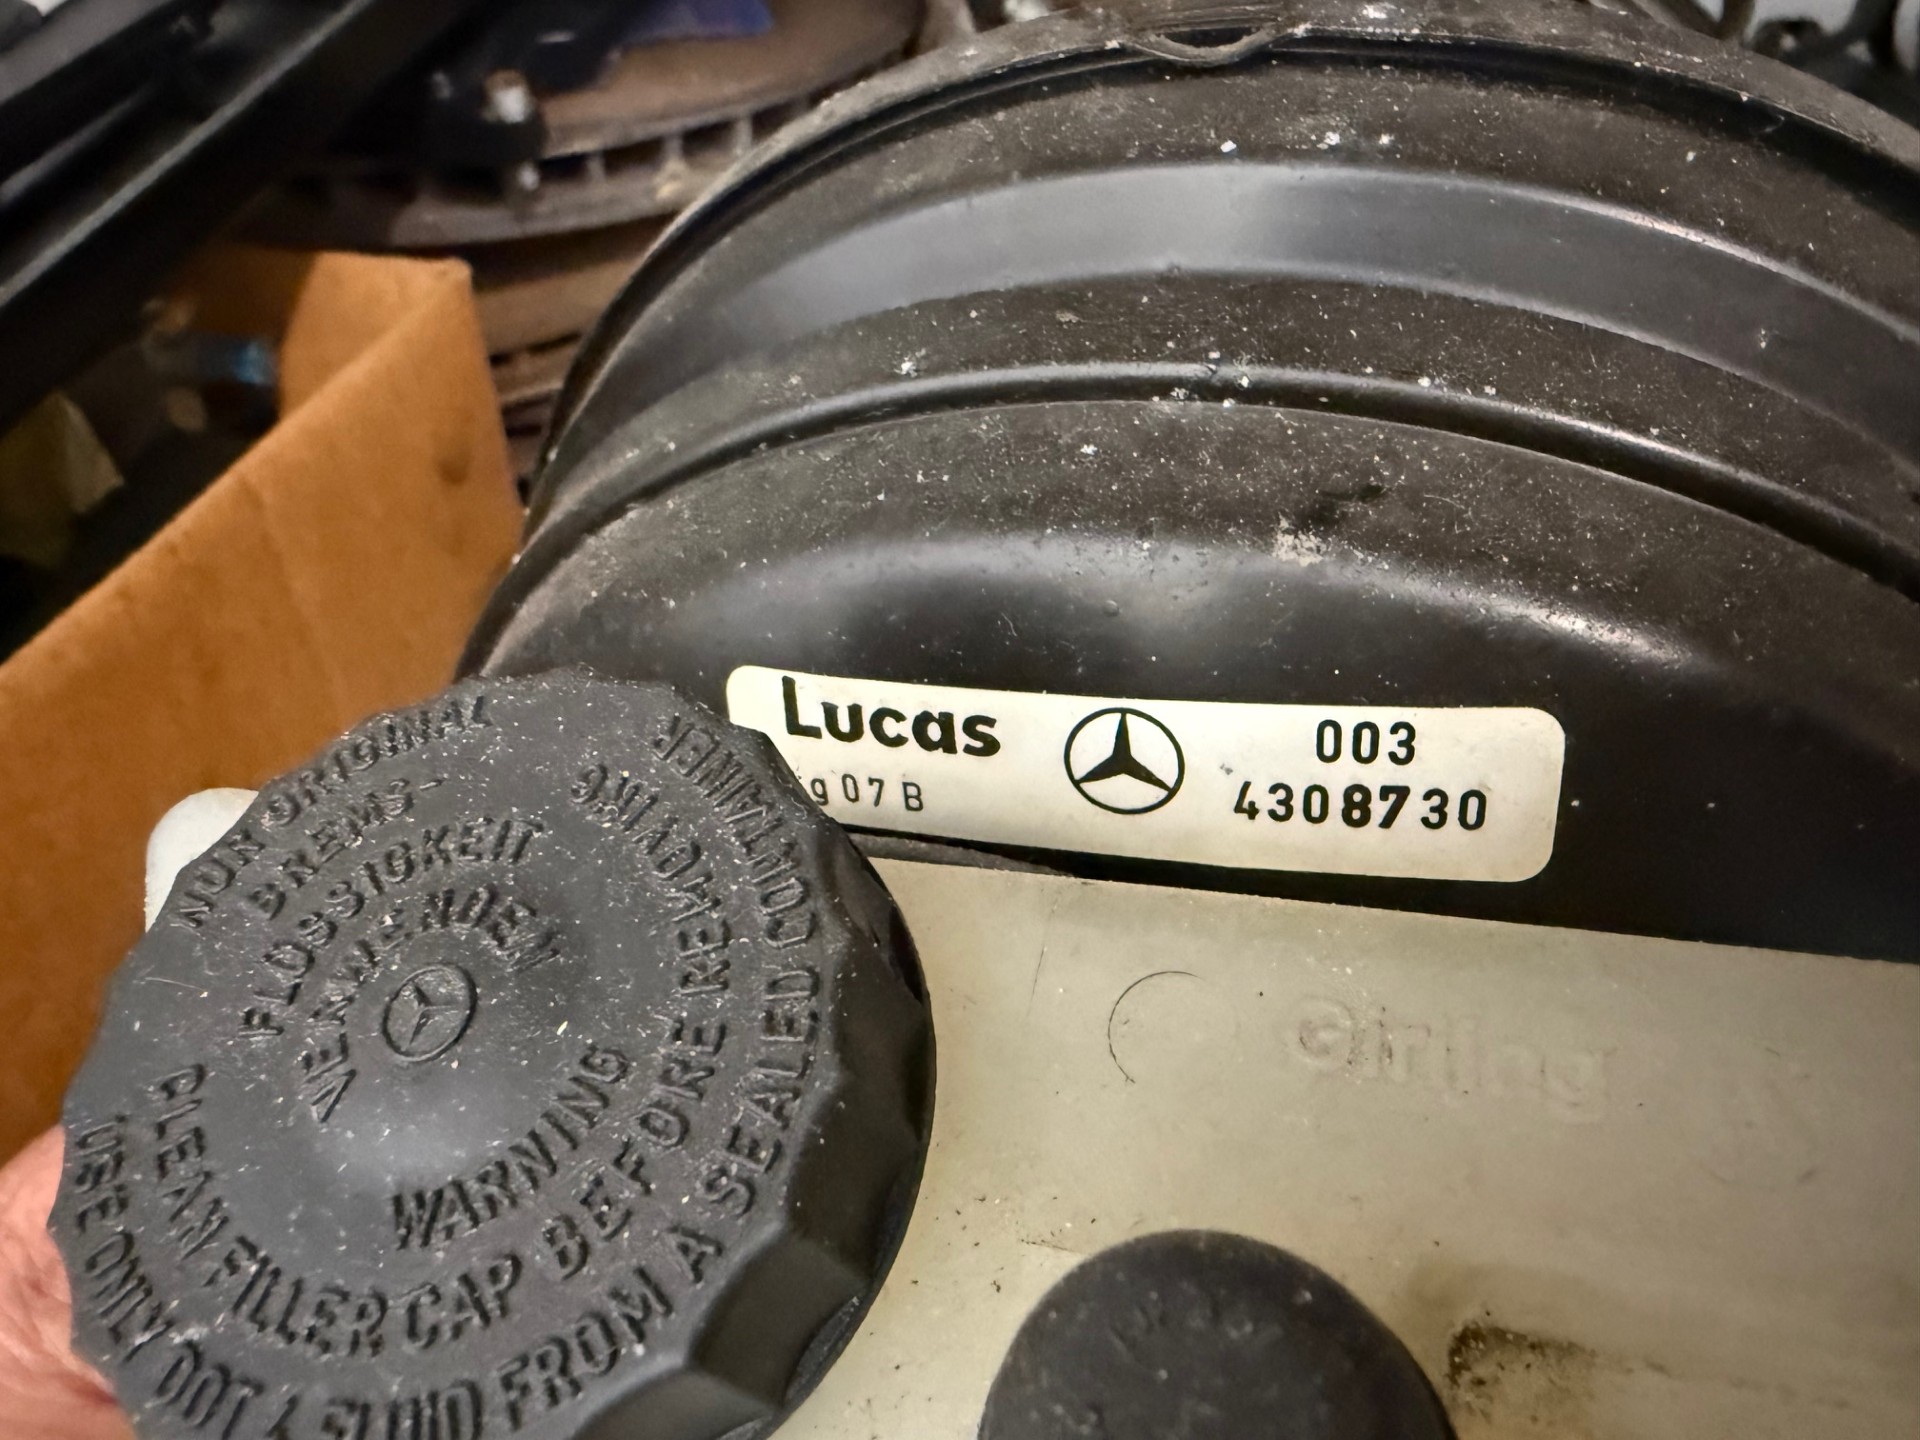 Lucas
003
g07 B
4308730
NUR ORIGINAL
BREMS-
FLÜSSIGKEIT
VERWENDEN
WARNING
CLEAN FILLER CAP BEFORE REMOVING
USE ONLY DOT 4 FLUID FROM A SEALED CONTAINER
Girling